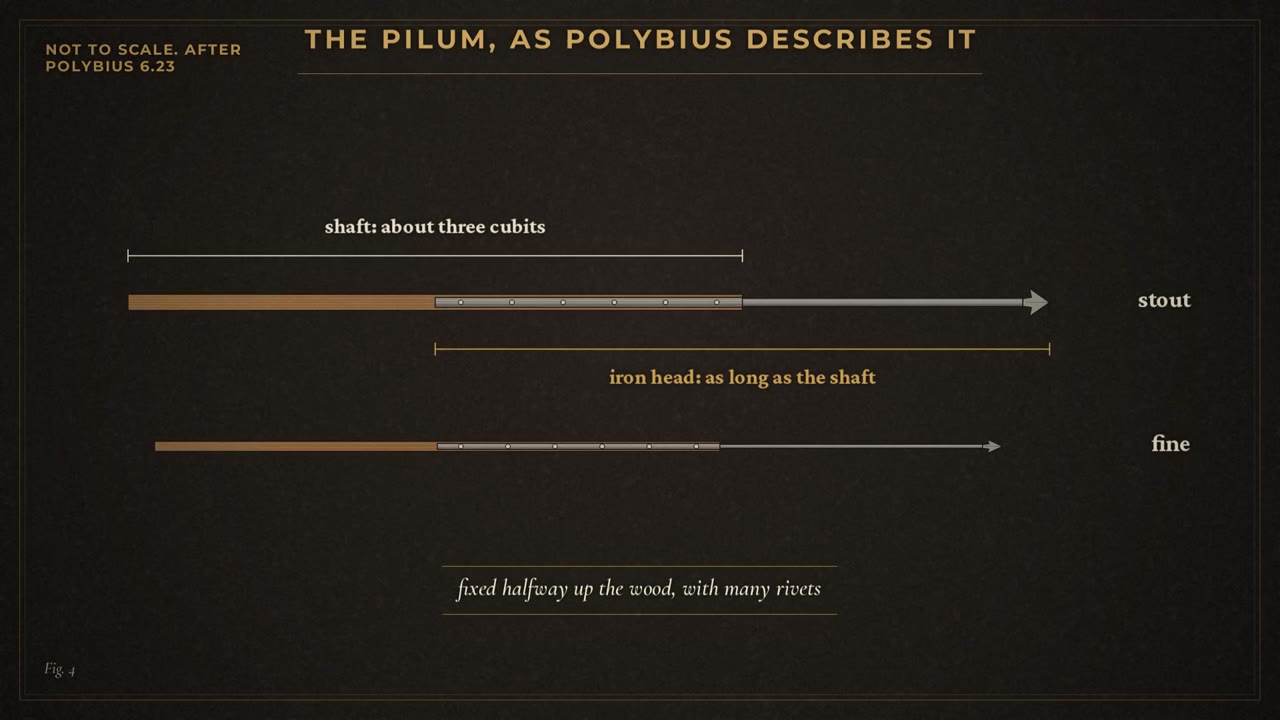 NOT TO SCALE. AFTER
POLYBIUS 6.23
THE PILUM, AS POLYBIUS DESCRIBES IT
shaft: about three cubits
stout
iron head: as long as the shaft
fine
fixed halfway up the wood, with many rivets
Fig. 4